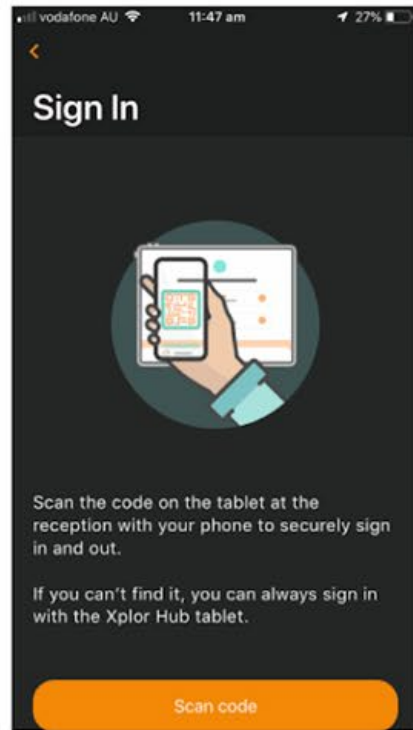 vodafone AU 11:47 am 27%
Sign In
Scan the code on the tablet at the
reception with your phone to securely sign
in and out.
If you can't find it, you can always sign in
with the Xplor Hub tablet.
Scan code